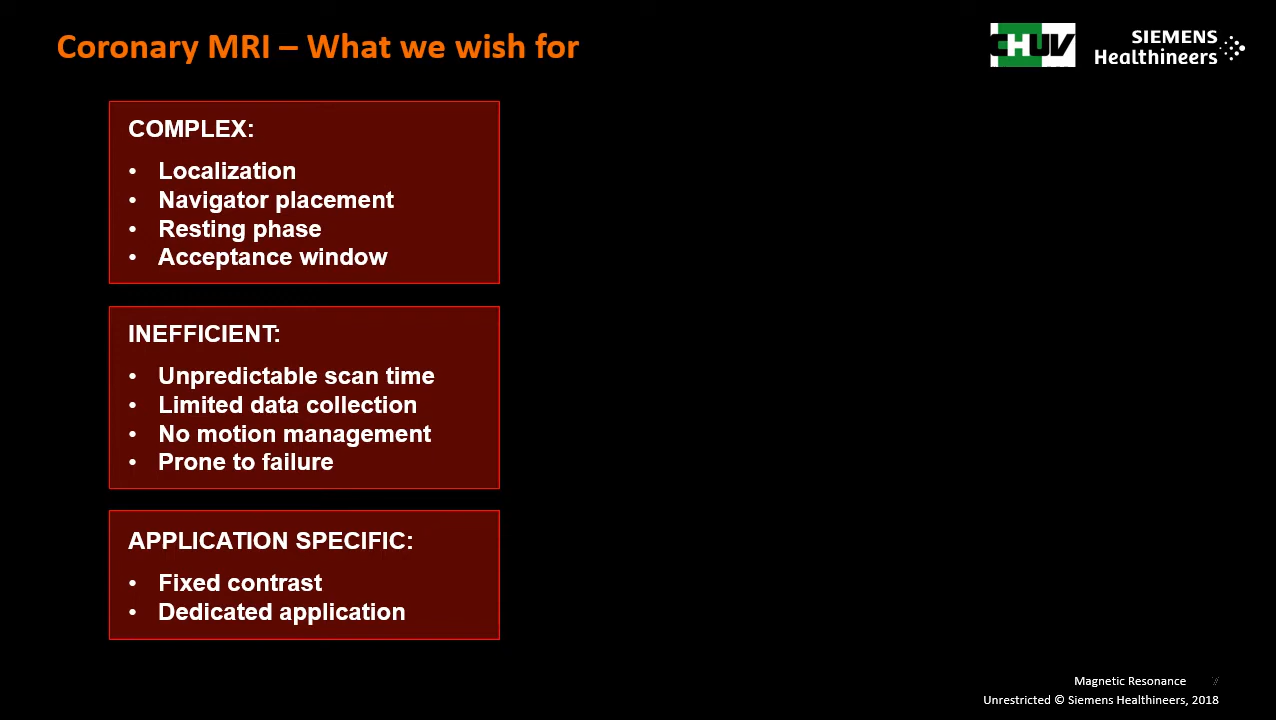 Coronary MRI – What we wish for
CHUV
SIEMENS
Healthineers
COMPLEX:
• Localization
• Navigator placement
• Resting phase
• Acceptance window
INEFFICIENT:
• Unpredictable scan time
• Limited data collection
• No motion management
• Prone to failure
APPLICATION SPECIFIC:
• Fixed contrast
• Dedicated application
Magnetic Resonance //
Unrestricted © Siemens Healthineers, 2018